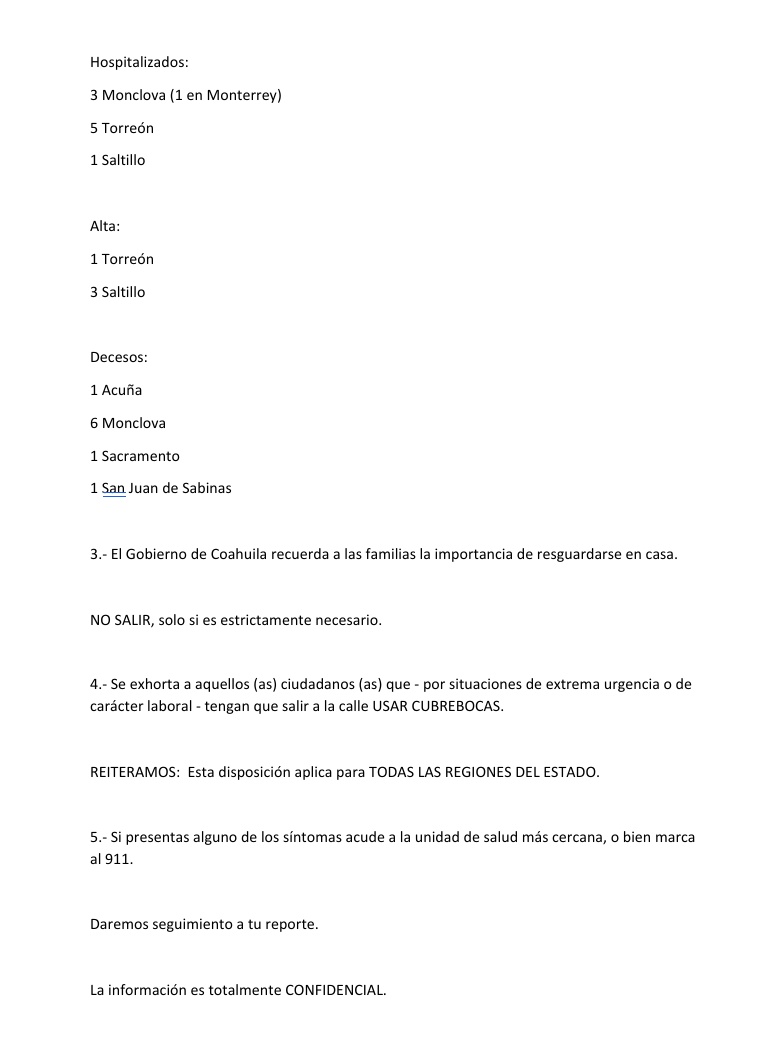 Hospitalizados:
3 Monclova (1 en Monterrey)
5 Torreón
1 Saltillo
Alta:
1 Torreón
3 Saltillo
Decesos:
1 Acuña
6 Monclova
1 Sacramento
1 San Juan de Sabinas
3.- El Gobierno de Coahuila recuerda a las familias la importancia de resguardarse en casa.
NO SALIR, solo si es estrictamente necesario.
4.- Se exhorta a aquellos (as) ciudadanos (as) que - por situaciones de extrema urgencia o de
carácter laboral - tengan que salir a la calle USAR CUBREBOCAS.
REITERAMOS:  Esta disposición aplica para TODAS LAS REGIONES DEL ESTADO.
5.- Si presentas alguno de los síntomas acude a la unidad de salud más cercana, o bien marca
al 911.
Daremos seguimiento a tu reporte.
La información es totalmente CONFIDENCIAL.